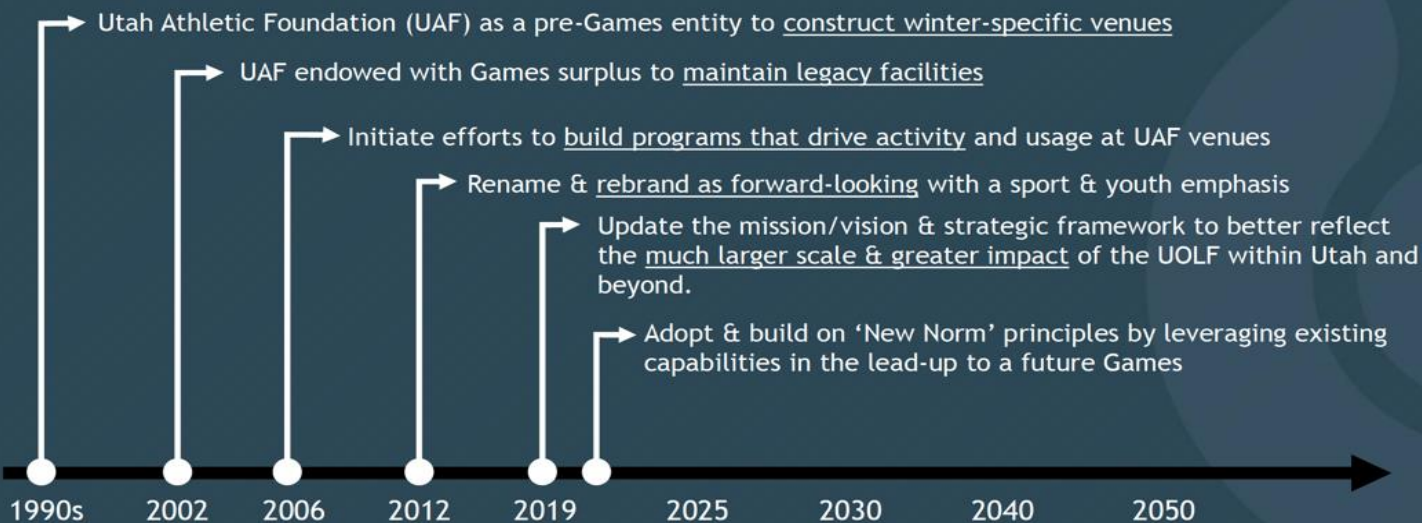 Utah Athletic Foundation (UAF) as a pre-Games entity to construct winter-specific venues
UAF endowed with Games surplus to maintain legacy facilities
Initiate efforts to build programs that drive activity and usage at UAF venues
Rename & rebrand as forward-looking with a sport & youth emphasis
Update the mission/vision & strategic framework to better reflect
the much larger scale & greater impact of the UOLF within Utah and
beyond.
Adopt & build on ‘New Norm’ principles by leveraging existing
capabilities in the lead-up to a future Games
1990s 2002 2006 2012 2019 2025 2030 2040 2050